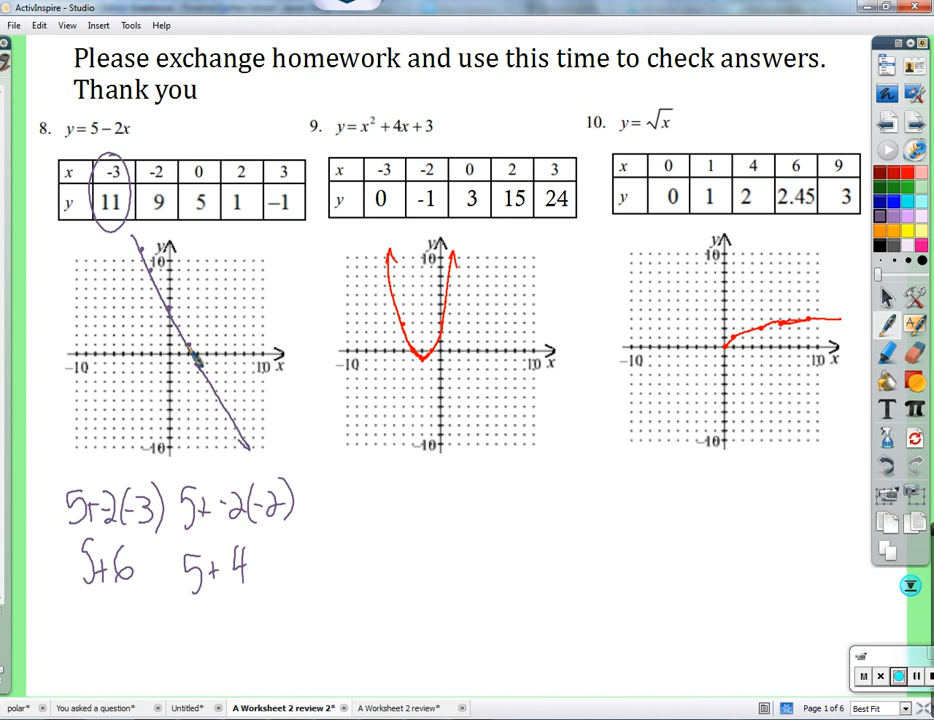 ActivInspire - Studio
File Edit View Insert Tools Help
Please exchange homework and use this time to check answers.
Thank you
8. y = 5 − 2x
x -3 -2 0 2 3
y 11 9 5 1 −1
9. y = x² + 4x + 3
x -3 -2 0 2 3
y 0 -1 3 15 24
10. y = √x
x 0 1 4 6 9
y 0 1 2 2.45 3
y 10
−10 10 x
−10
y 10
−10 10 x
−10
y 10
−10 10 x
−10
5+-2(-3) 5+-2(-2)
5+6 5+4
T π
M
polar* You asked a question* Untitled* A Worksheet 2 review 2* A Worksheet 2 review* Page 1 of 6 Best Fit